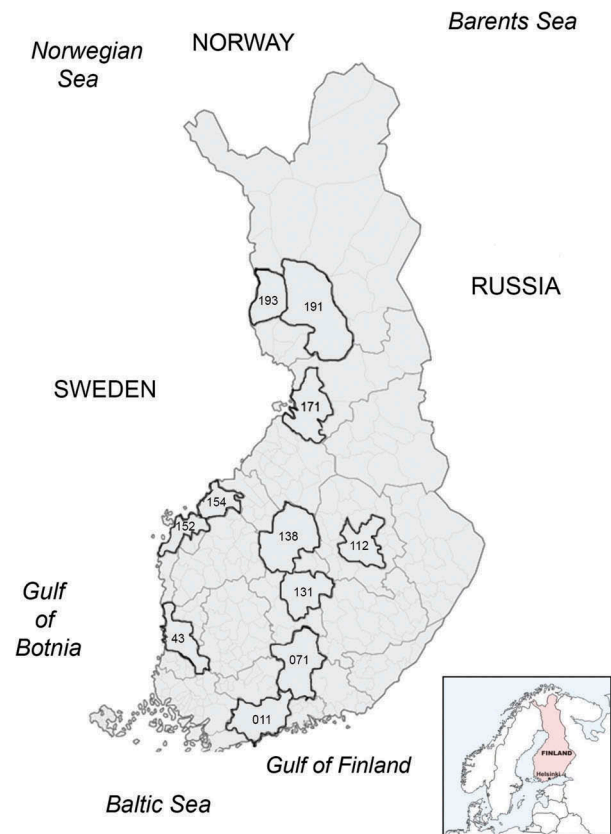 Barents Sea
NORWAY
Norwegian
Sea
193
191
RUSSIA
SWEDEN
171
154
152
138
112
131
Gulf
of
Botnia
43
071
011
Gulf of Finland
Baltic Sea
FINLAND
Helsinki